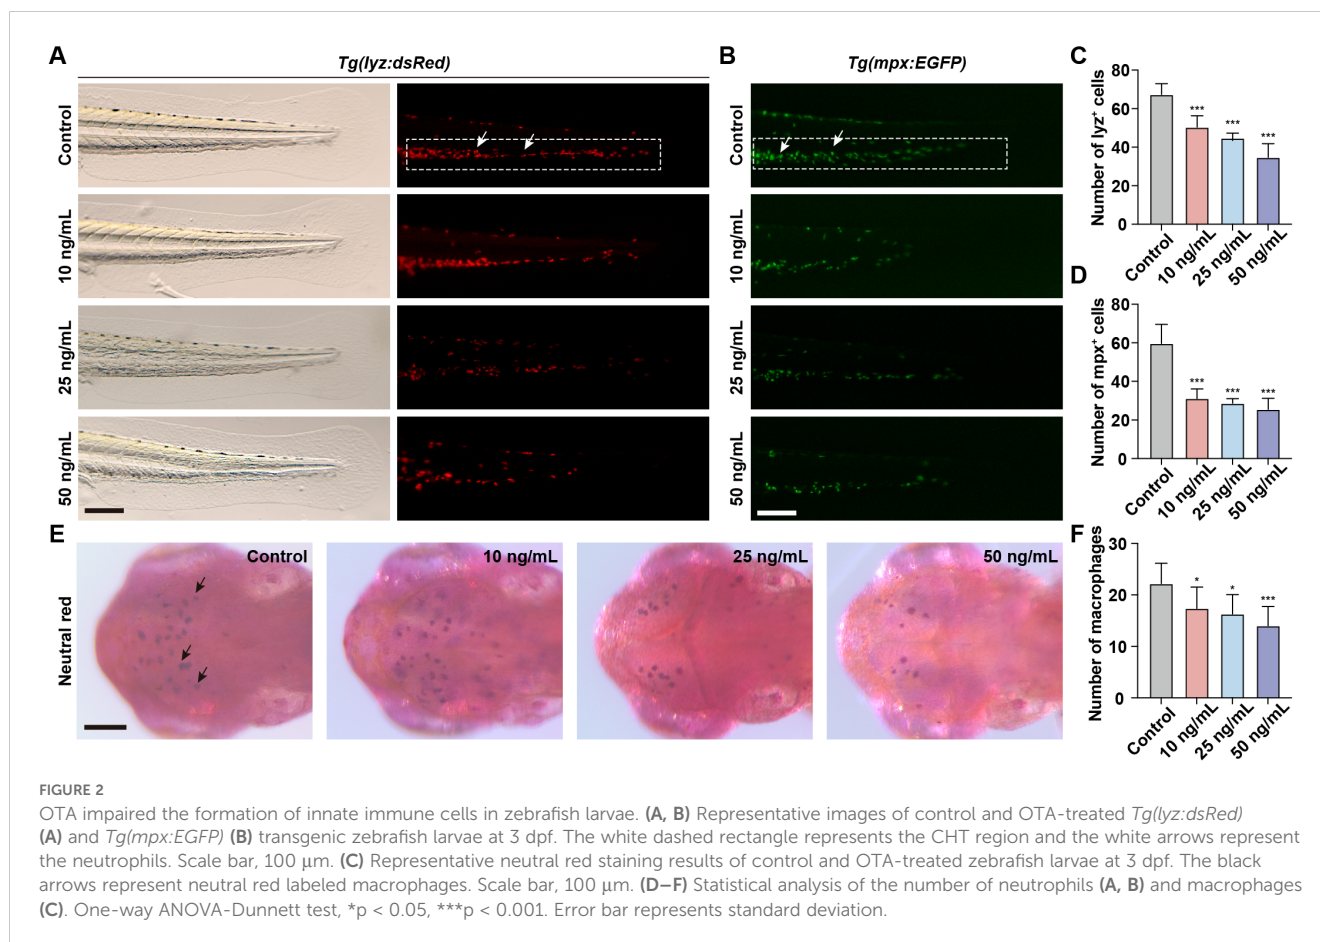 A
Tg(lyz:dsRed)
B
Tg(mpx:EGFP)
Control
10 ng/mL
25 ng/mL
50 ng/mL
Control
10 ng/mL
25 ng/mL
50 ng/mL
C
Number of lyz+ cells
80
60
40
20
0
***
***
***
Control
10 ng/mL
25 ng/mL
50 ng/mL
D
Number of mpx+ cells
80
60
40
20
0
***
***
***
Control
10 ng/mL
25 ng/mL
50 ng/mL
E
Neutral red
Control
10 ng/mL
25 ng/mL
50 ng/mL
F
Number of macrophages
30
20
10
0
*
*
***
Control
10 ng/mL
25 ng/mL
50 ng/mL
FIGURE 2
OTA impaired the formation of innate immune cells in zebrafish larvae. (A, B) Representative images of control and OTA-treated Tg(lyz:dsRed)
(A) and Tg(mpx:EGFP) (B) transgenic zebrafish larvae at 3 dpf. The white dashed rectangle represents the CHT region and the white arrows represent
the neutrophils. Scale bar, 100 μm. (C) Representative neutral red staining results of control and OTA-treated zebrafish larvae at 3 dpf. The black
arrows represent neutral red labeled macrophages. Scale bar, 100 μm. (D–F) Statistical analysis of the number of neutrophils (A, B) and macrophages
(C). One-way ANOVA-Dunnett test, *p < 0.05, ***p < 0.001. Error bar represents standard deviation.